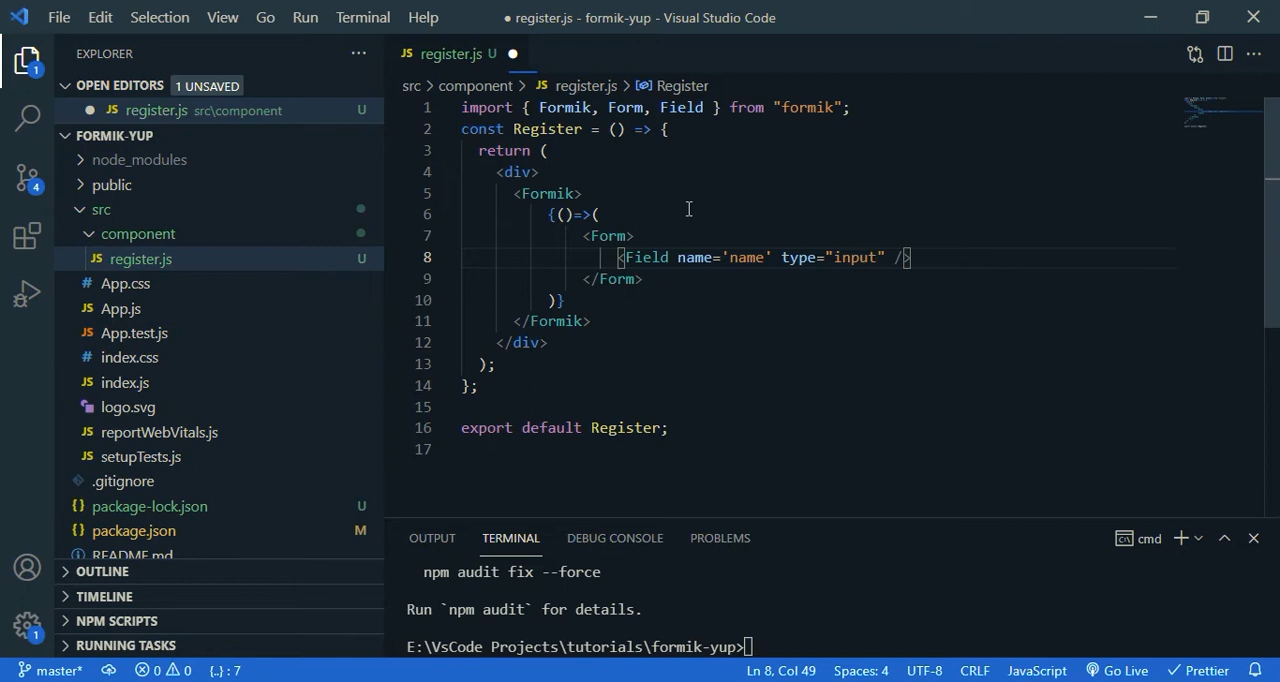 File Edit Selection View Go Run Terminal Help
● register.js - formik-yup - Visual Studio Code
EXPLORER
OPEN EDITORS 1 UNSAVED
JS register.js src\component U
FORMIK-YUP
node_modules
public
src
component
JS register.js U
# App.css
JS App.js
JS App.test.js
# index.css
JS index.js
logo.svg
JS reportWebVitals.js
JS setupTests.js
.gitignore
{} package-lock.json U
{} package.json M
README.md
OUTLINE
TIMELINE
NPM SCRIPTS
RUNNING TASKS
1
4
1
JS register.js U
src > component > JS register.js > Register
1 import { Formik, Form, Field } from "formik";
2 const Register = () => {
3 return (
4 <div>
5 <Formik>
6 {()=>(
7 <Form>
8 <Field name='name' type="input" />
9 </Form>
10 )}
11 </Formik>
12 </div>
13 );
14 };
15
16 export default Register;
17
OUTPUT TERMINAL DEBUG CONSOLE PROBLEMS
cmd
npm audit fix --force
Run `npm audit` for details.
E:\VsCode Projects\tutorials\formik-yup>
master* 0 0 {..} : 7 Ln 8, Col 49 Spaces: 4 UTF-8 CRLF JavaScript Go Live Prettier